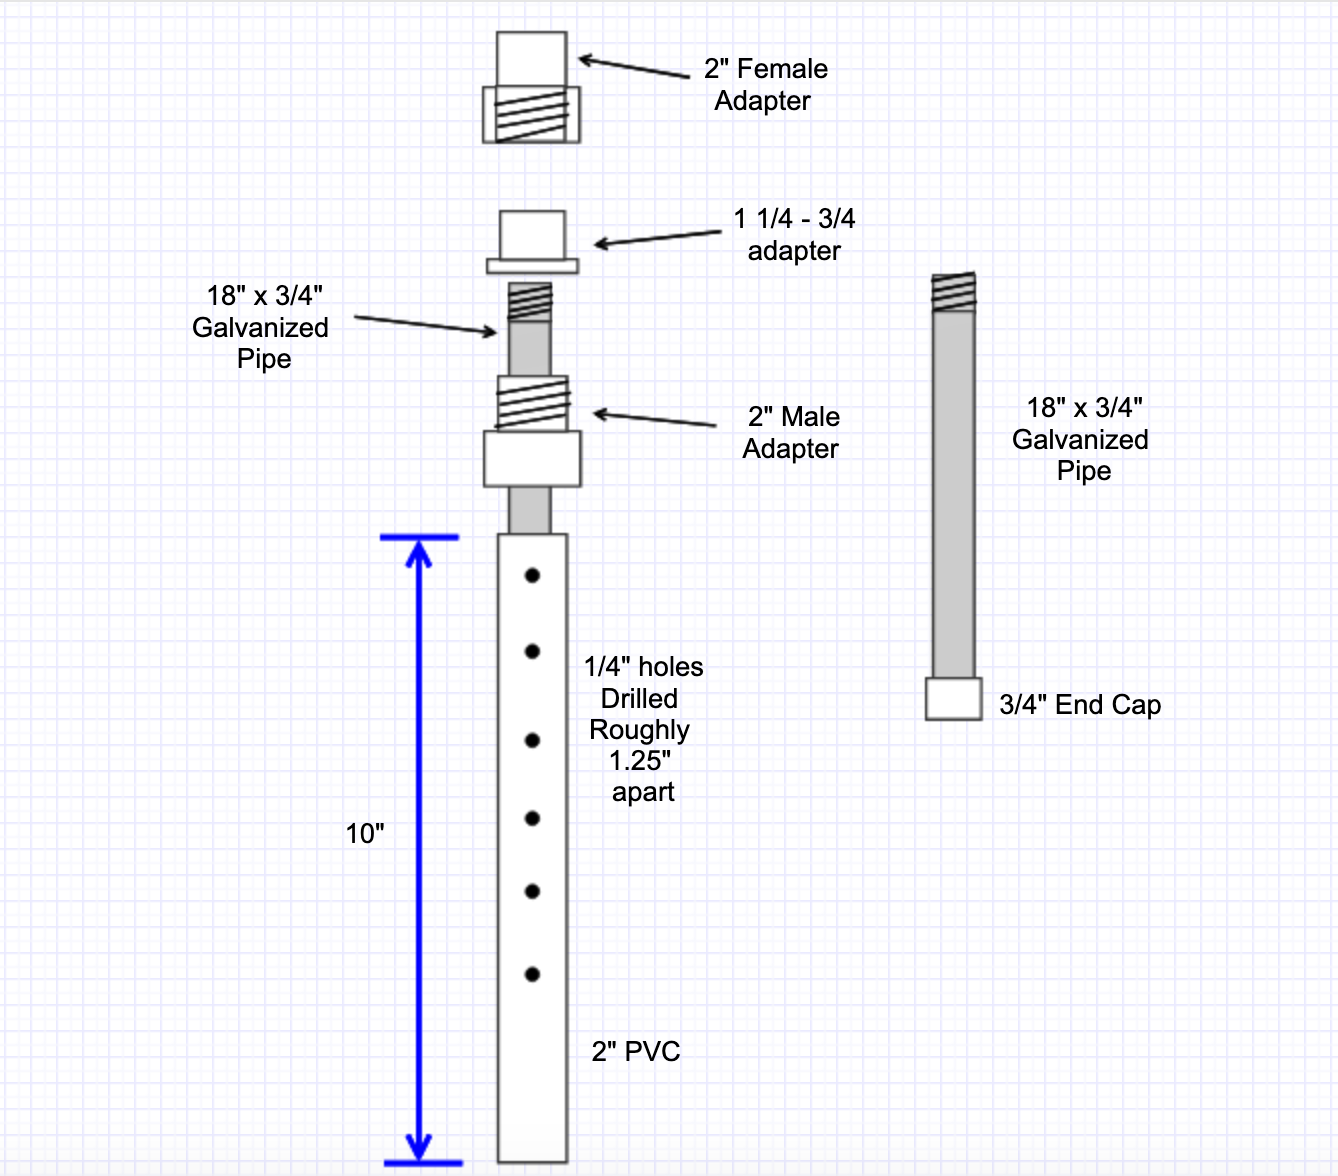 2" Female
Adapter
1 1/4 - 3/4
adapter
18" x 3/4"
Galvanized
Pipe
2" Male
Adapter
18" x 3/4"
Galvanized
Pipe
1/4" holes
Drilled
Roughly
1.25"
apart
3/4" End Cap
10"
2" PVC